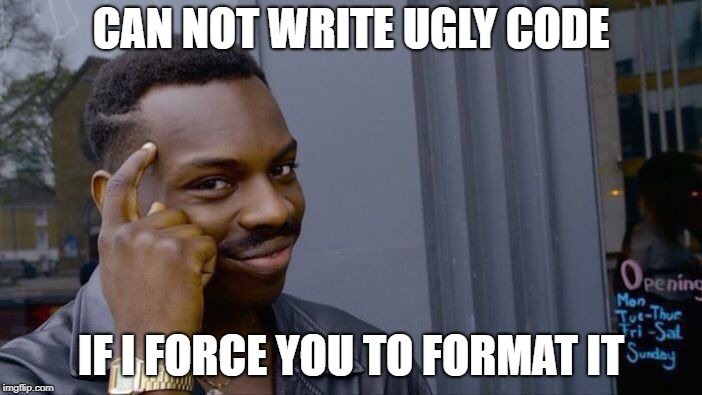 CAN NOT WRITE UGLY CODE
Opening
Mon
Tue-Thur
Fri-Sat
Sunday
IF I FORCE YOU TO FORMAT IT
imgflip.com